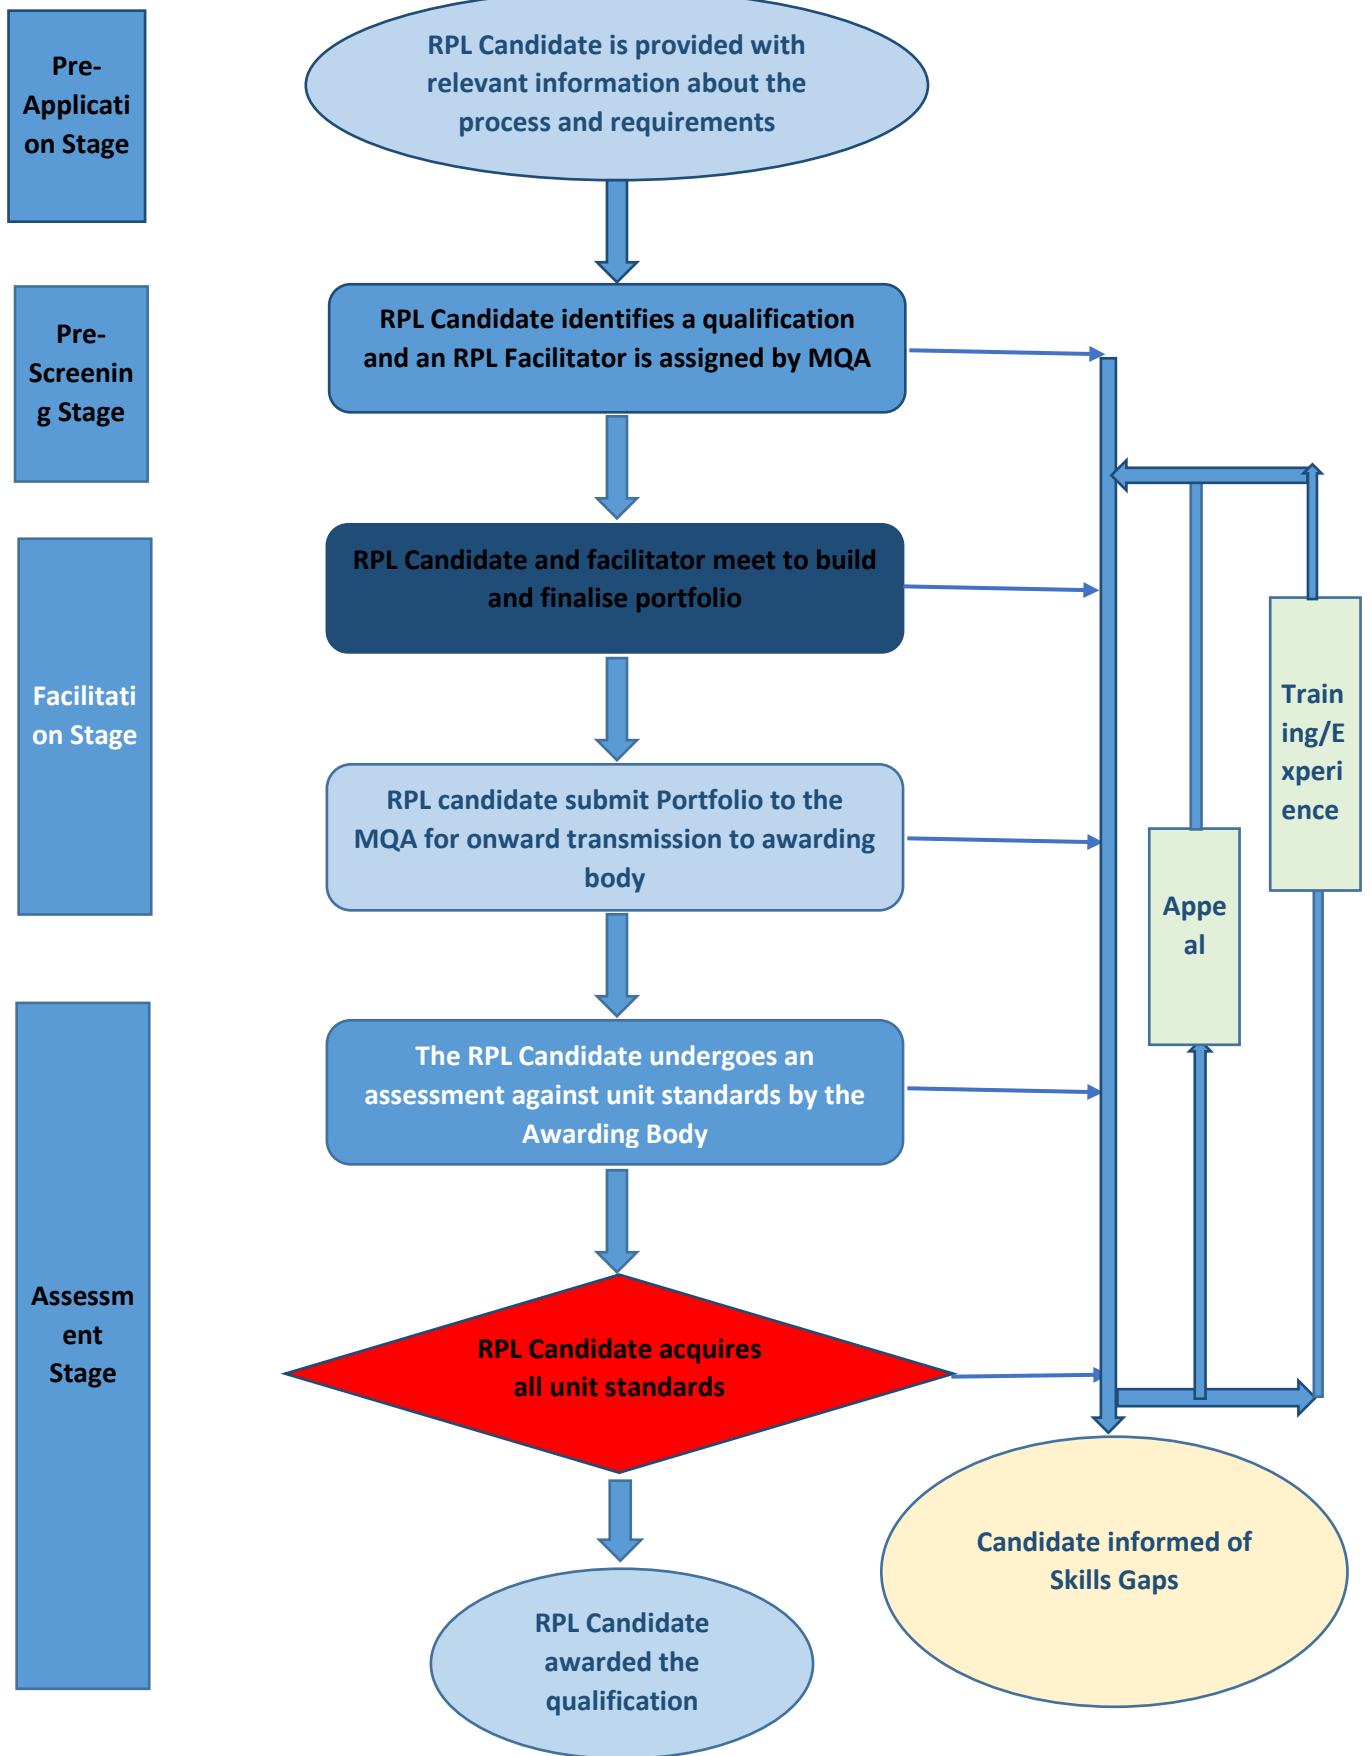 Pre-
Applicati
on Stage
RPL Candidate is provided with
relevant information about the
process and requirements
Pre-
Screenin
g Stage
RPL Candidate identifies a qualification
and an RPL Facilitator is assigned by MQA
Facilitati
on Stage
RPL Candidate and facilitator meet to build
and finalise portfolio
RPL candidate submit Portfolio to the
MQA for onward transmission to awarding
body
Train
ing/E
xperi
ence
Appe
al
Assessm
ent
Stage
The RPL Candidate undergoes an
assessment against unit standards by the
Awarding Body
RPL Candidate acquires
all unit standards
Candidate informed of
Skills Gaps
RPL Candidate
awarded the
qualification